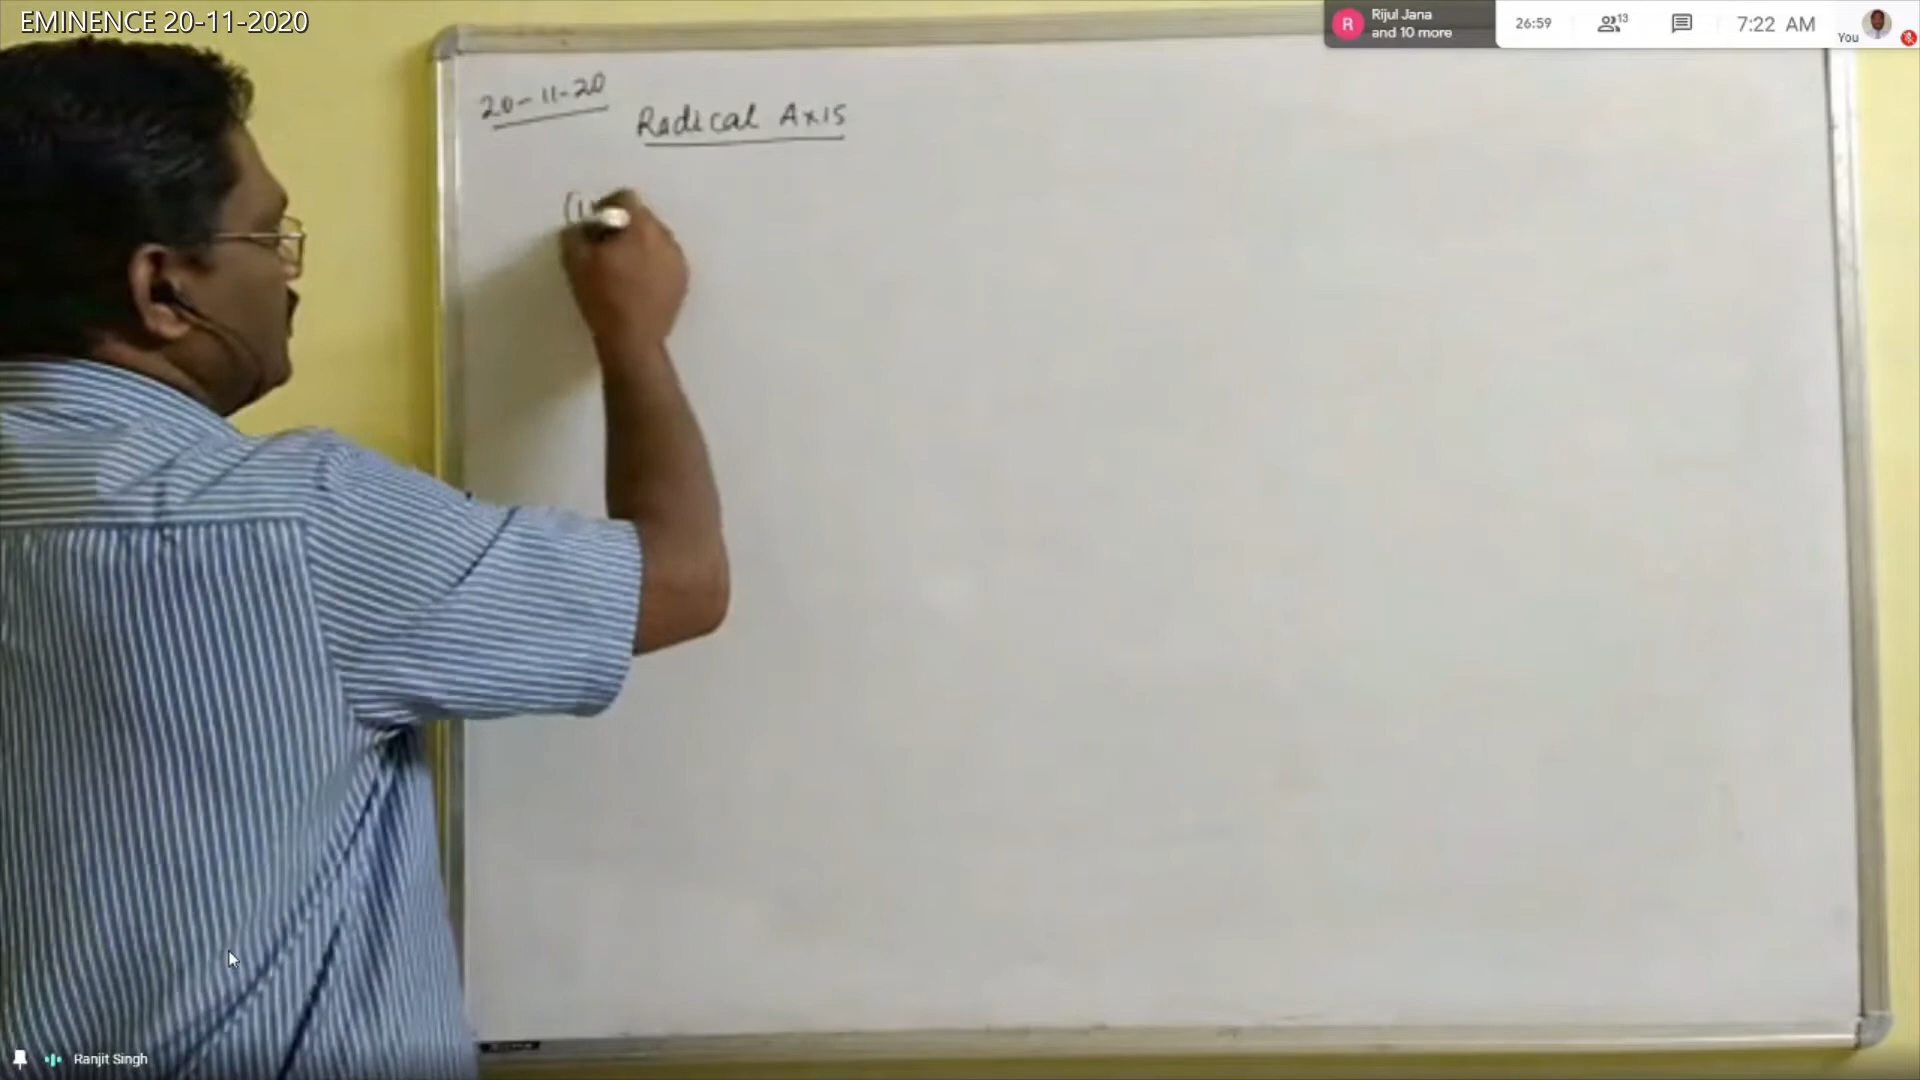 EMINENCE 20-11-2020
Rijul Jana
and 10 more
26:59
13
7:22 AM
You
R
20-11-20
Radical Axis
Ranjit Singh